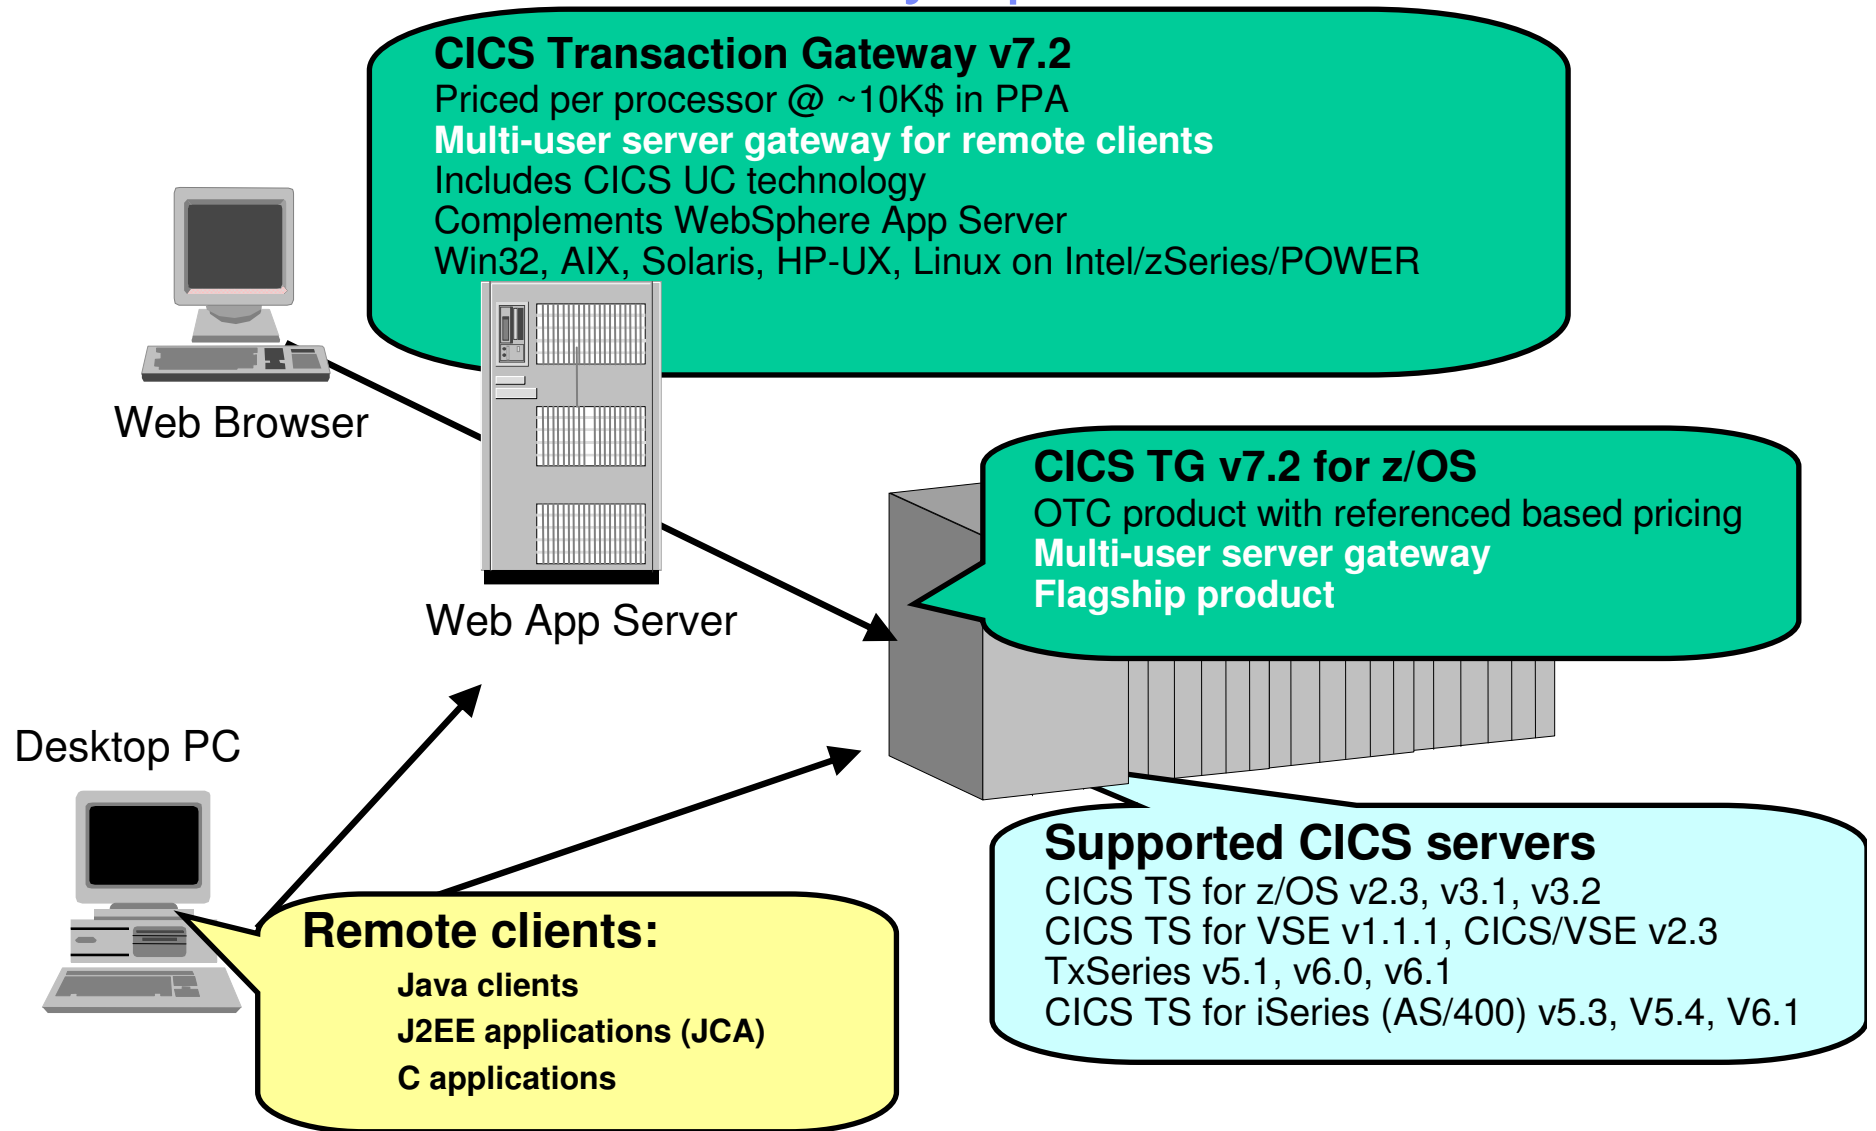 CICS Transaction Gateway v7.2
Priced per processor @ ~10K$ in PPA
Multi-user server gateway for remote clients
Includes CICS UC technology
Complements WebSphere App Server
Win32, AIX, Solaris, HP-UX, Linux on Intel/zSeries/POWER
Web Browser
CICS TG v7.2 for z/OS
OTC product with referenced based pricing
Multi-user server gateway
Flagship product
Web App Server
Desktop PC
Supported CICS servers
CICS TS for z/OS v2.3, v3.1, v3.2
CICS TS for VSE v1.1.1, CICS/VSE v2.3
TxSeries v5.1, v6.0, v6.1
CICS TS for iSeries (AS/400) v5.3, V5.4, V6.1
Remote clients:
Java clients
J2EE applications (JCA)
C applications